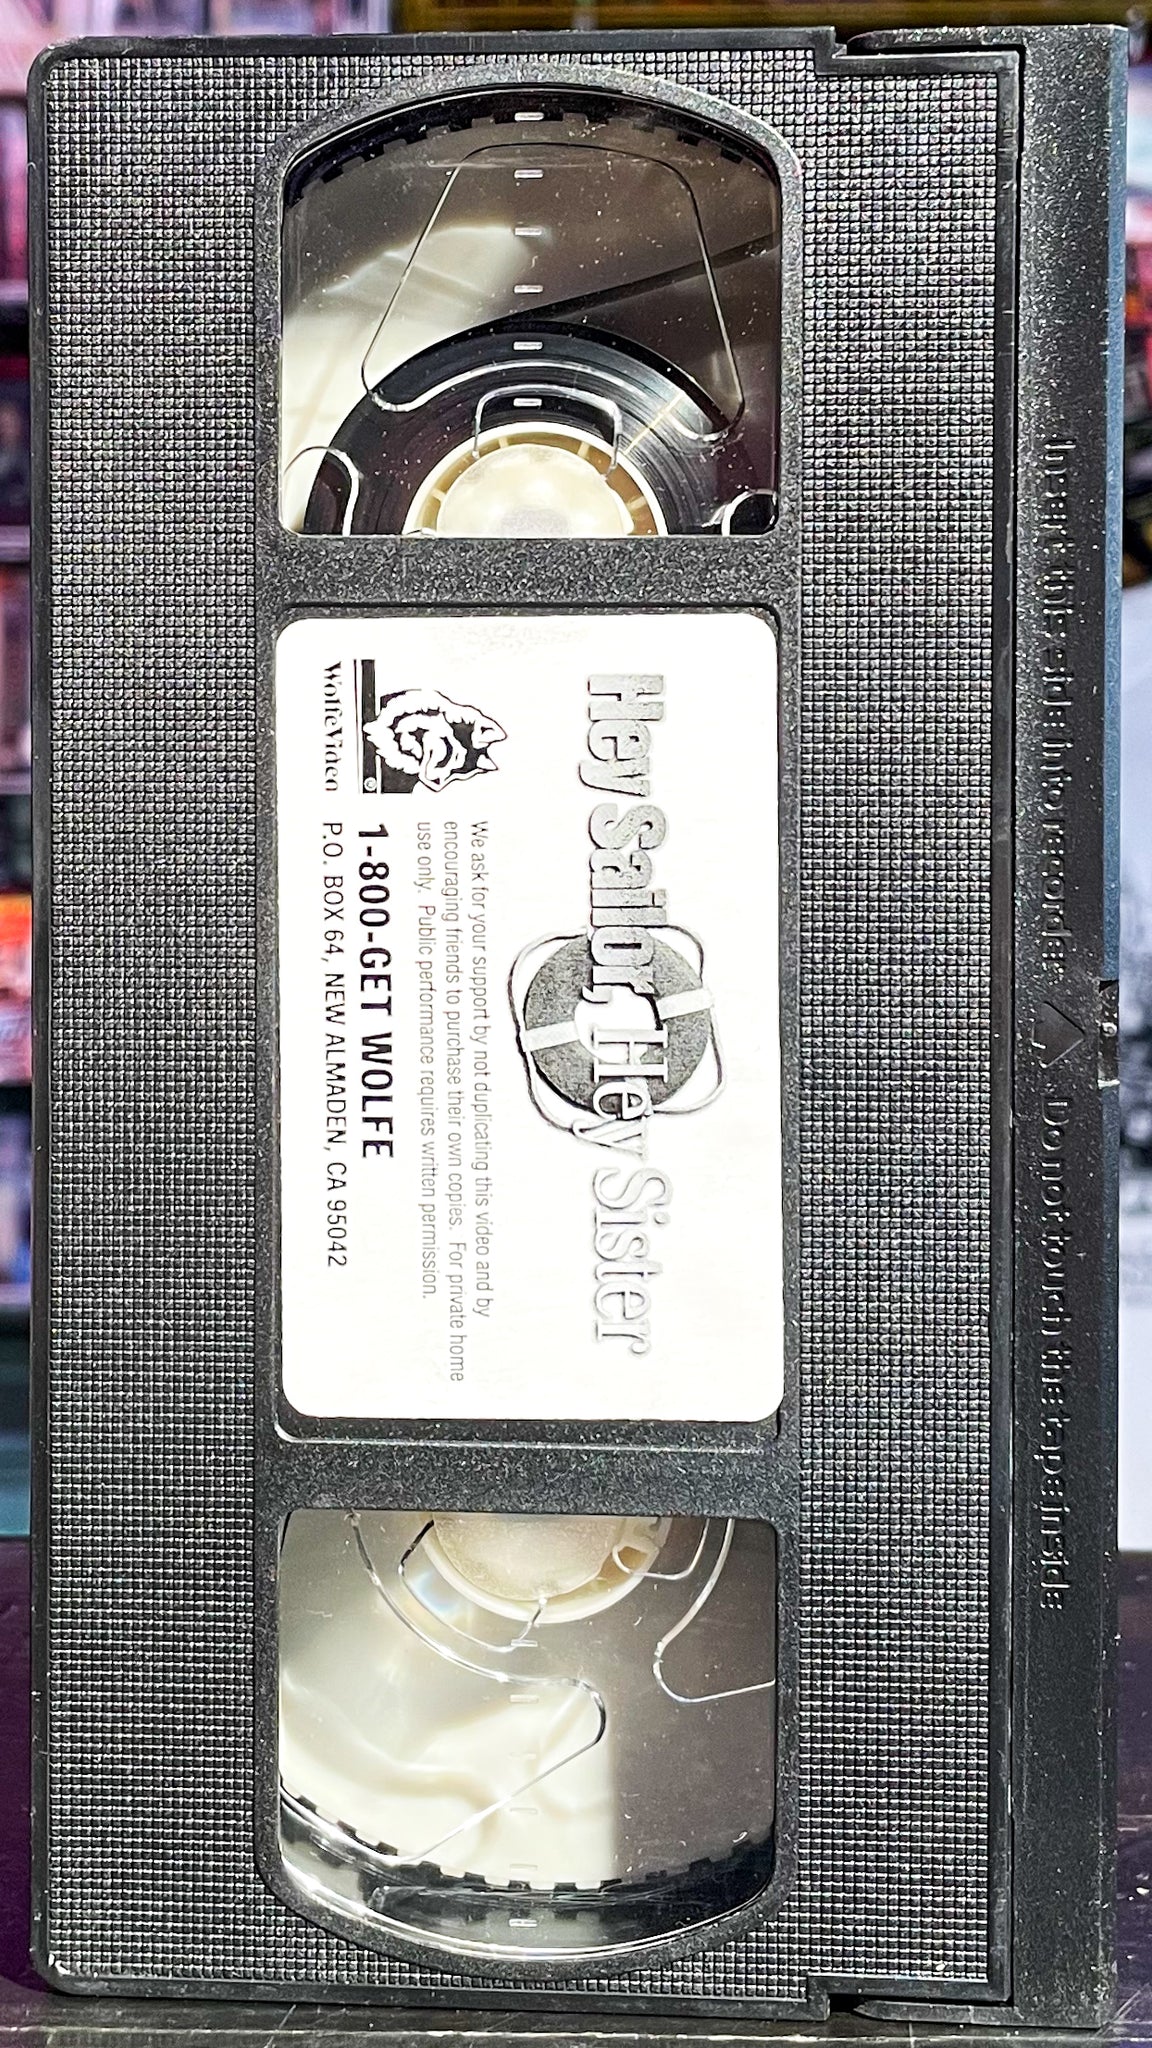 Insert this side into recorder △ Do not touch the tape inside
Hey Sailor, Hey Sister
We ask for your support by not duplicating this video and by
encouraging friends to purchase their own copies. For private home
use only. Public performance requires written permission.
1-800-GET WOLFE
P.O. BOX 64, NEW ALMADEN, CA 95042
Wolfe Video